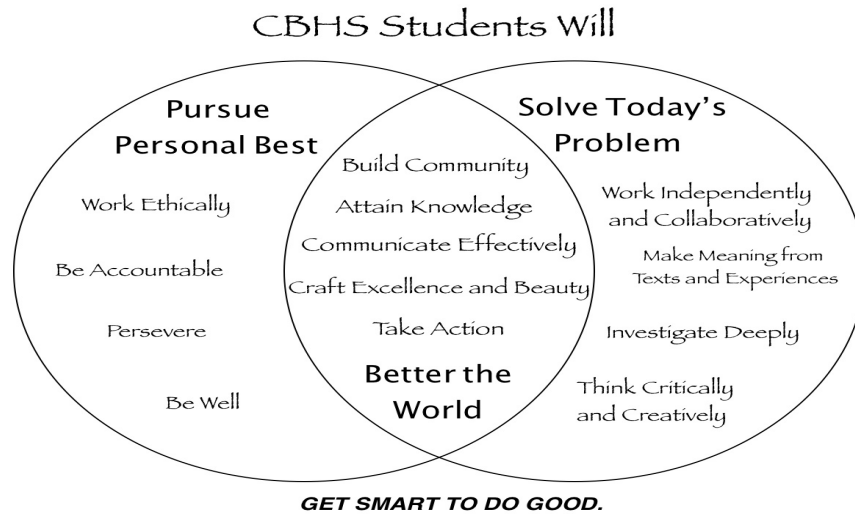 CBHS Students Will
Pursue
Personal Best
Work Ethically
Be Accountable
Persevere
Be Well
Build Community
Attain Knowledge
Communicate Effectively
Craft Excellence and Beauty
Take Action
Better the
World
Solve Today's
Problem
Work Independently
and Collaboratively
Make Meaning from
Texts and Experiences
Investigate Deeply
Think Critically
and Creatively
GET SMART TO DO GOOD.